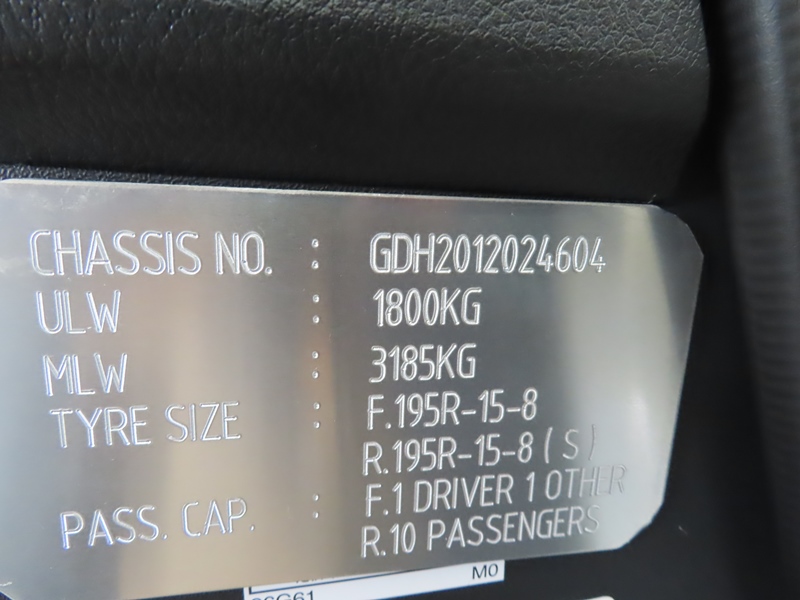 CHASSIS NO. : GDH2012024604
ULW : 1800KG
MLW : 3185KG
TYRE SIZE : F.195R-15-8
R.195R-15-8 ( S )
PASS. CAP. : F.1 DRIVER 1 OTHER
R.10 PASSENGERS
M0